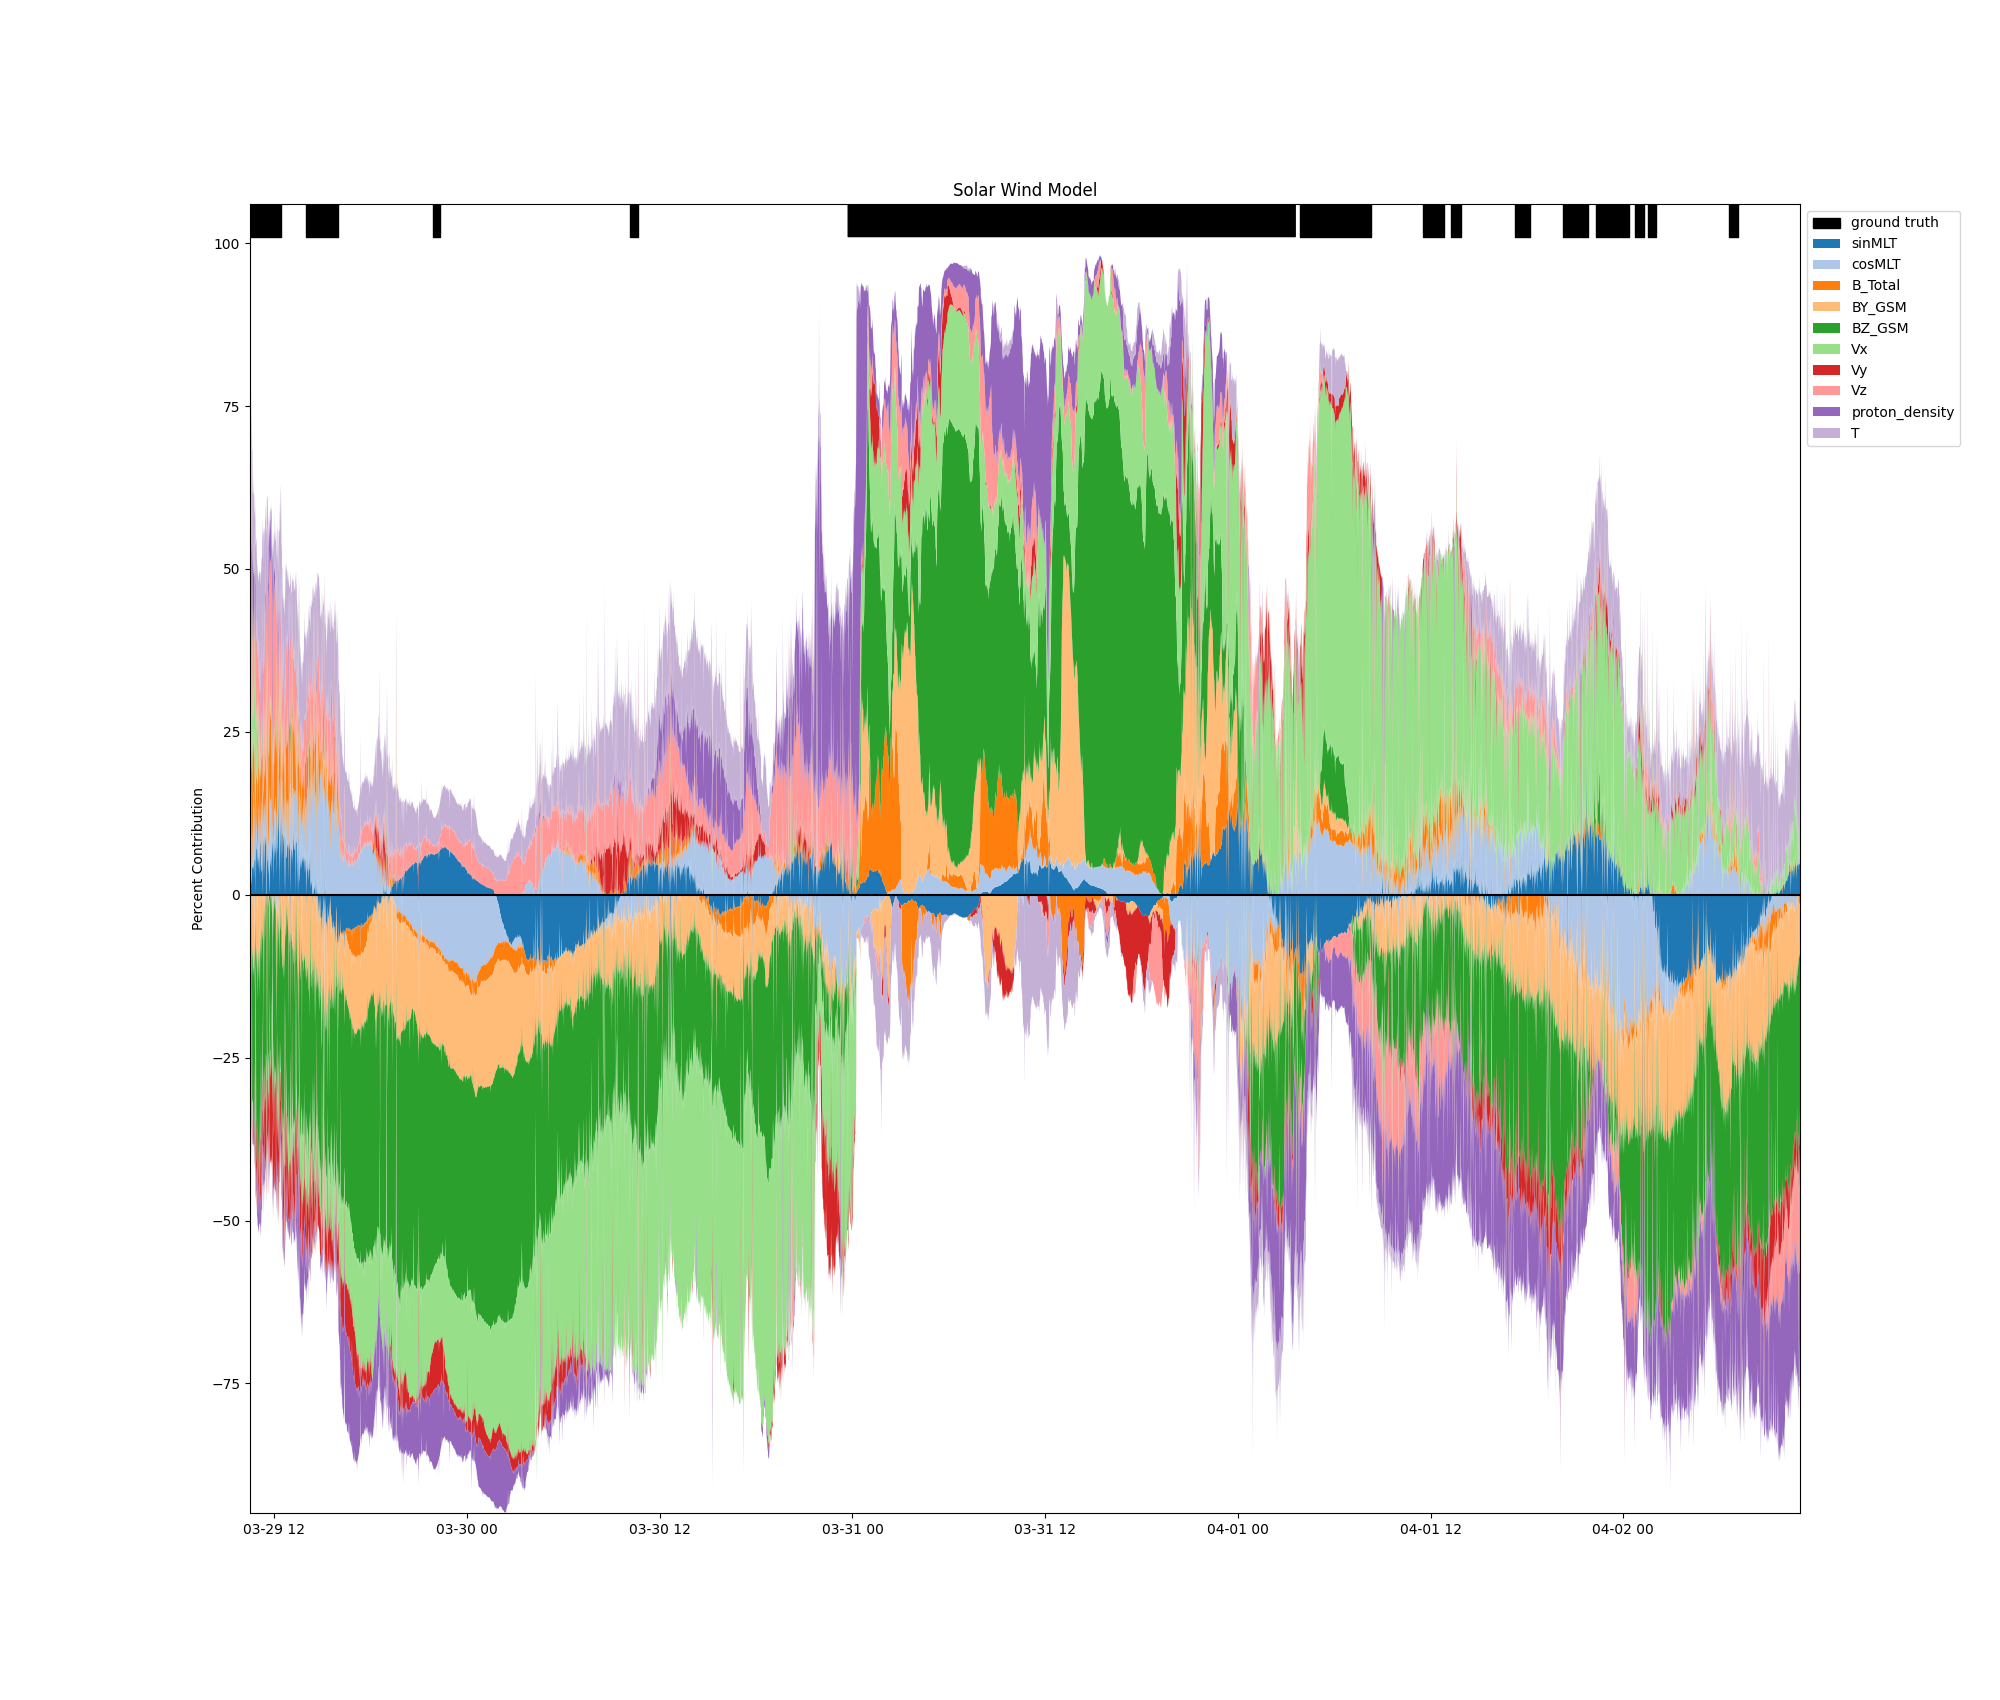 Solar Wind Model
ground truth
sinMLT
cosMLT
B_Total
BY_GSM
BZ_GSM
Vx
Vy
Vz
proton_density
T
Percent Contribution
100
75
50
25
0
−25
−50
−75
03-29 12
03-30 00
03-30 12
03-31 00
03-31 12
04-01 00
04-01 12
04-02 00